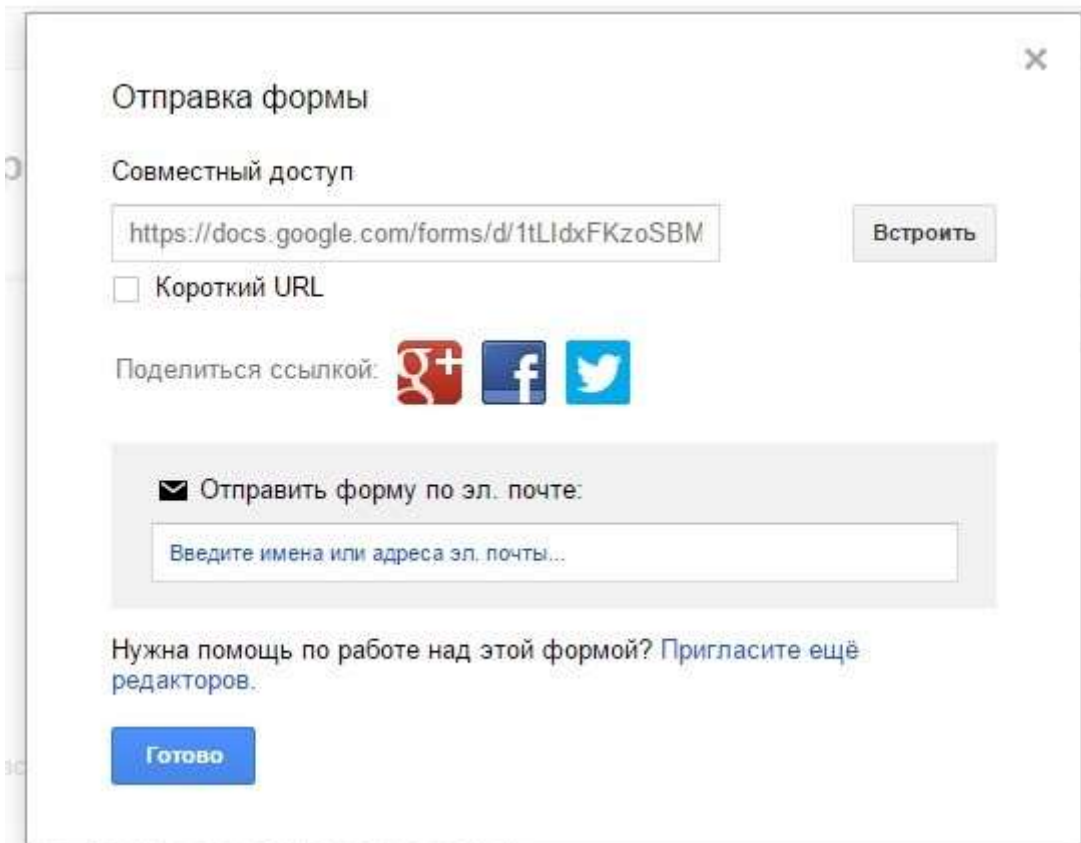 Отправка формы
Совместный доступ
https://docs.google.com/forms/d/1tLIdxFKzoSBM
Встроить
Короткий URL
Поделиться ссылкой:
Отправить форму по эл. почте:
Введите имена или адреса эл. почты...
Нужна помощь по работе над этой формой? Пригласите ещё
редакторов.
Готово